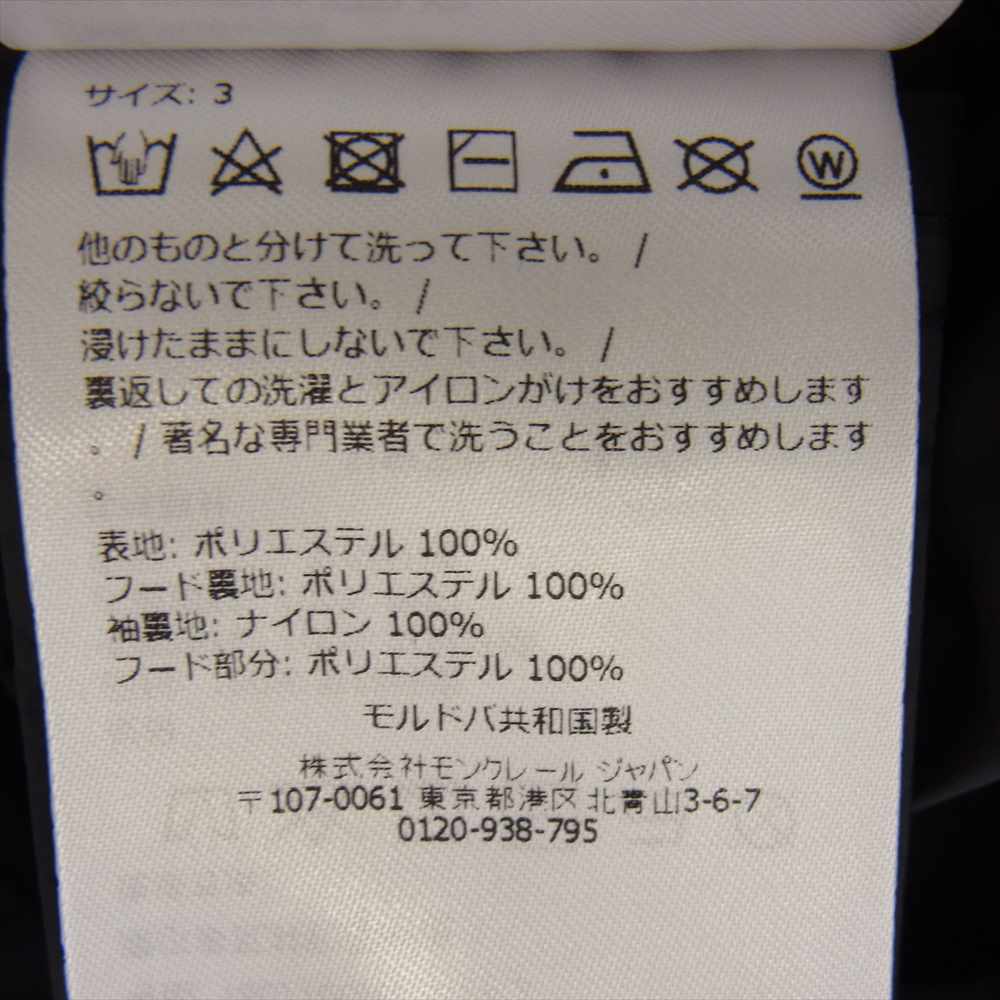 サイズ: 3
W
他のものと分けて洗って下さい。 /
絞らないで下さい。 /
浸けたままにしないで下さい。 /
裏返しての洗濯とアイロンがけをおすすめします
。 / 著名な専門業者で洗うことをおすすめします
。
表地: ポリエステル 100%
フード裏地: ポリエステル 100%
袖裏地: ナイロン 100%
フード部分: ポリエステル 100%
モルドバ共和国製
株式会社モンクレール ジャパン
〒107-0061 東京都港区北青山3-6-7
0120-938-795